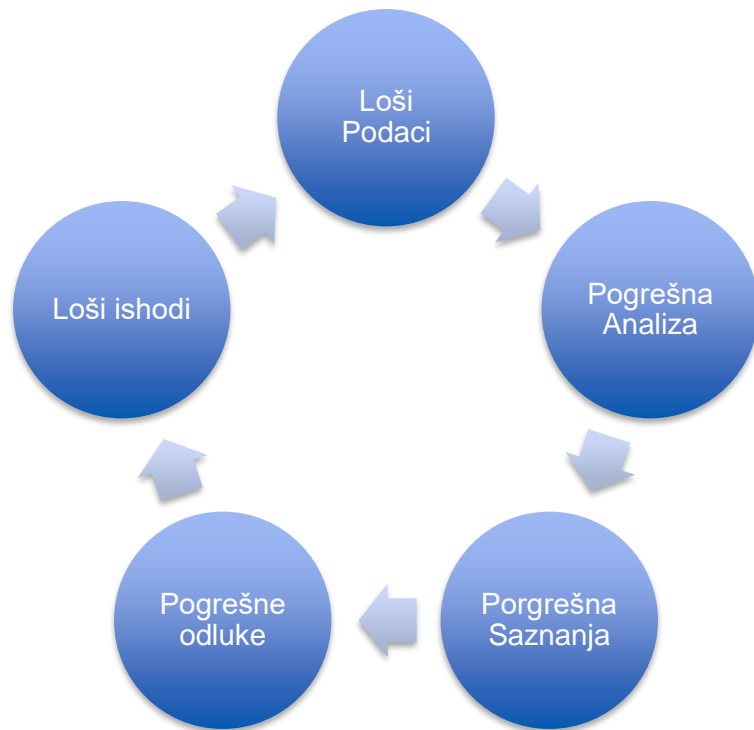 Loši
Podaci
Pogrešna
Analiza
Porgrešna
Saznanja
Pogrešne
odluke
Loši ishodi